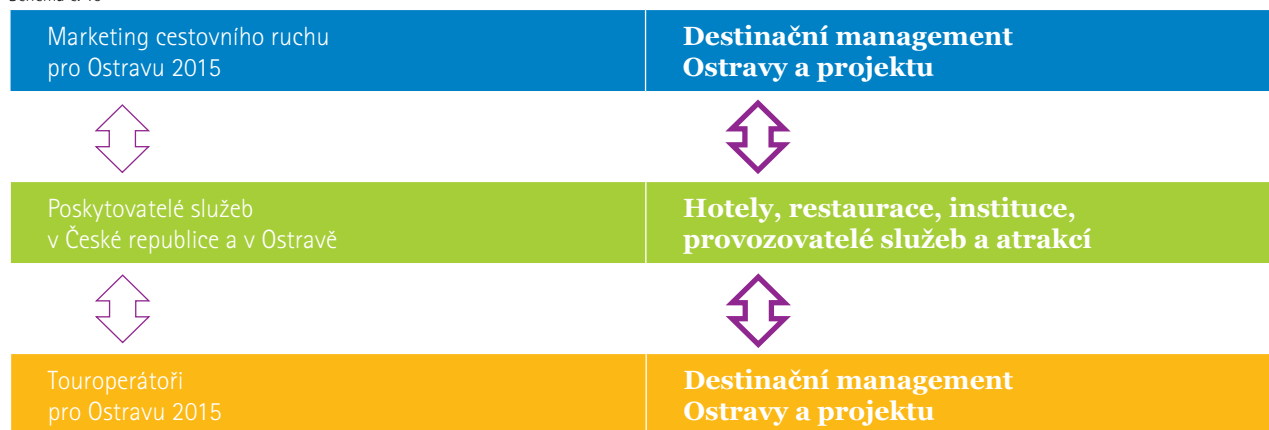 Marketing cestovního ruchu
pro Ostravu 2015
Destinační management
Ostravy a projektu
Poskytovatelé služeb
v České republice a v Ostravě
Hotely, restaurace, instituce,
provozovatelé služeb a atrakcí
Touroperátoři
pro Ostravu 2015
Destinační management
Ostravy a projektu